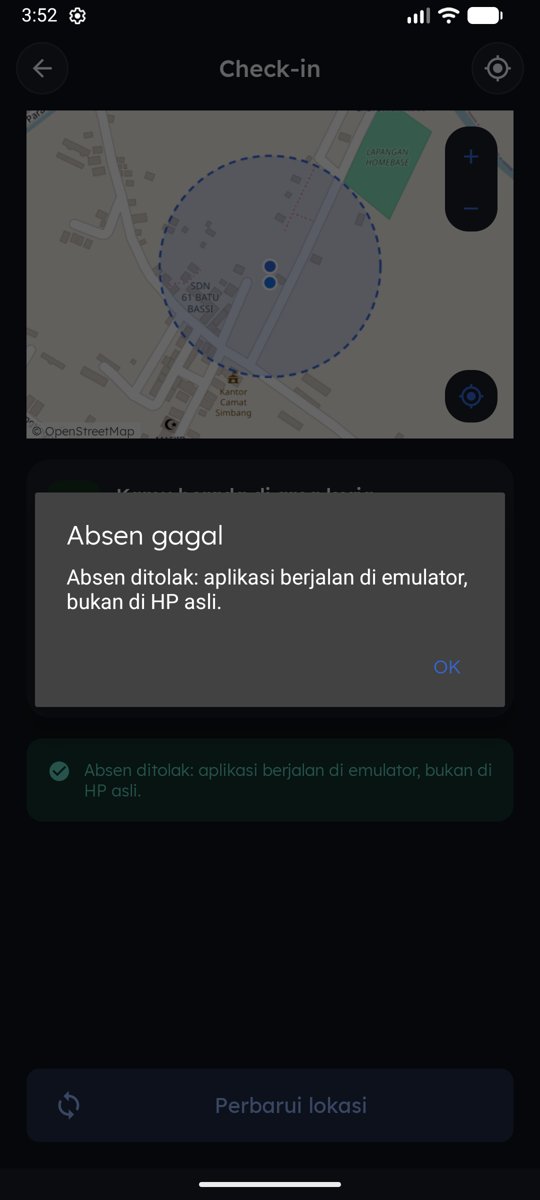 3:52
Check-in
LAPANGAN
HOMEBASE
+
−
SDN
61 BATU
BASSI
Kantor
Camat
Simbang
© OpenStreetMap
Absen gagal
Absen ditolak: aplikasi berjalan di emulator,
bukan di HP asli.
OK
Absen ditolak: aplikasi berjalan di emulator, bukan di
HP asli.
Perbarui lokasi